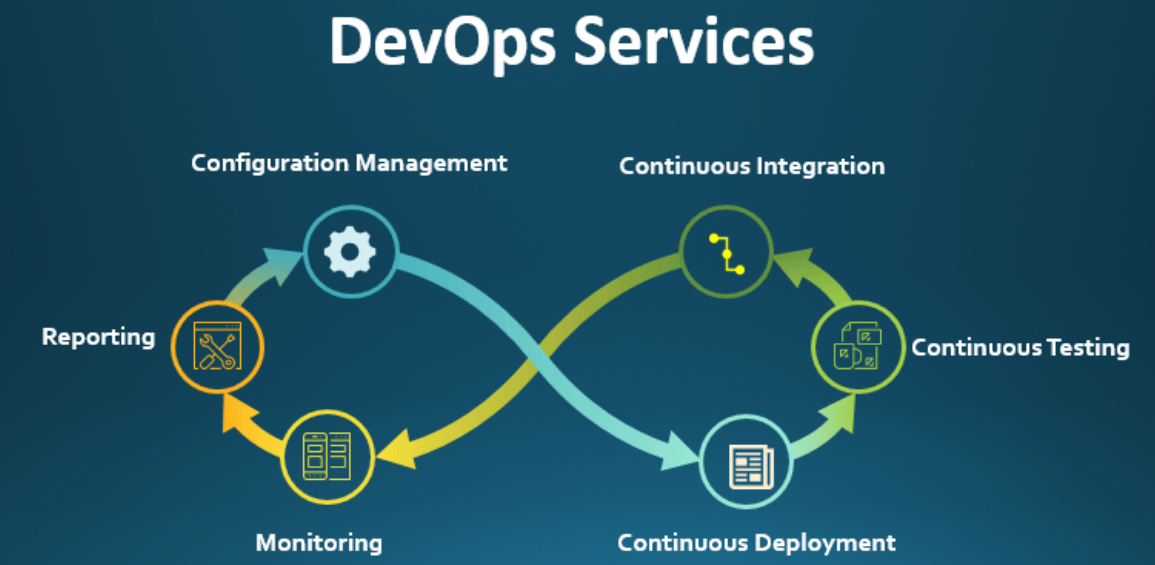 DevOps Services
Configuration Management
Continuous Integration
Reporting
Continuous Testing
Monitoring
Continuous Deployment